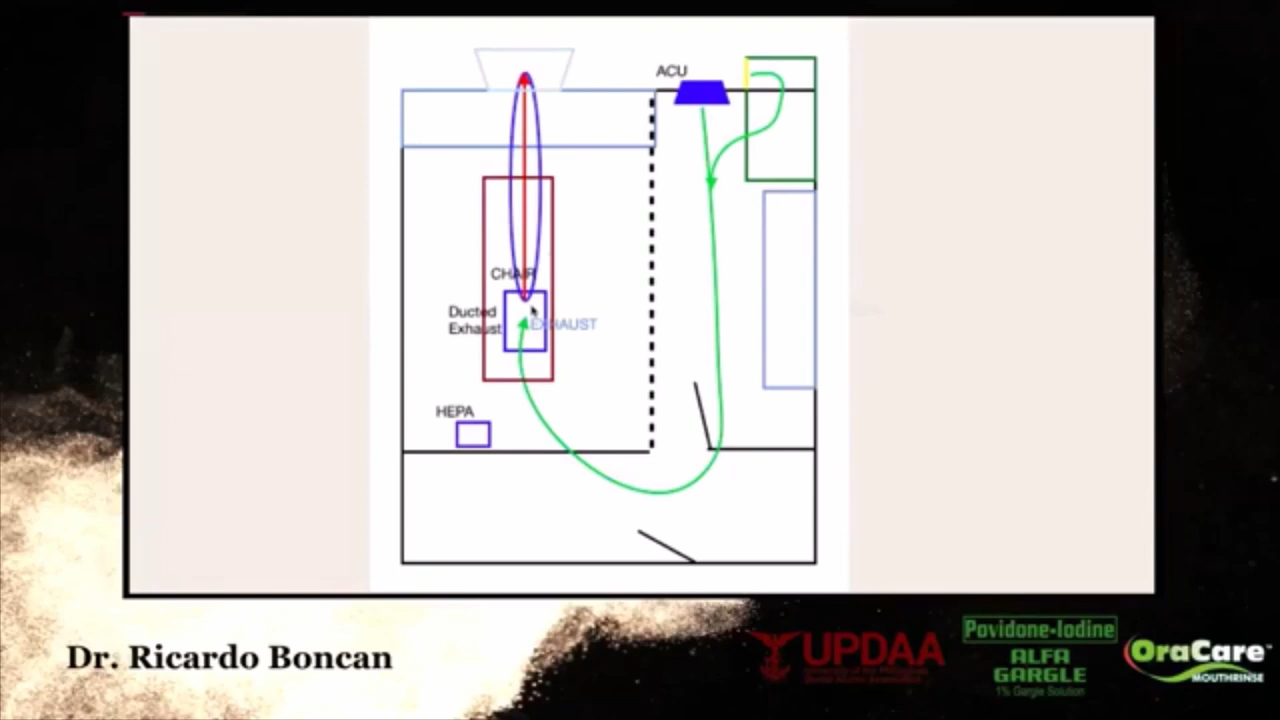 ACU
CHAIR
Ducted
Exhaust
EXHAUST
HEPA
Dr. Ricardo Boncan
UPDAA
Povidone-Iodine
ALFA
GARGLE
1% Gargle Solution
OraCare
MOUTHRINSE